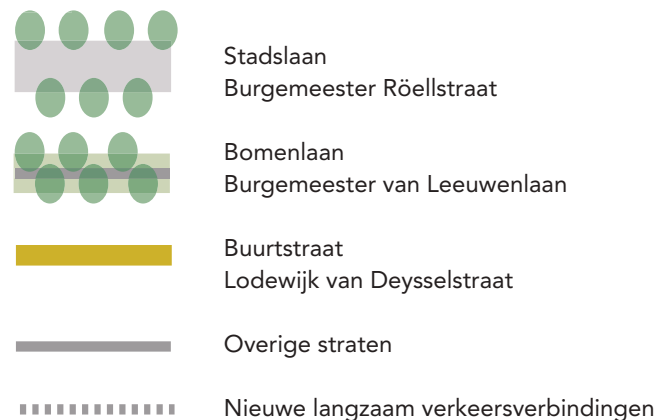 Stadslaan
Burgemeester Röellstraat
Bomenlaan
Burgemeester van Leeuwenlaan
Buurtstraat
Lodewijk van Deysselstraat
Overige straten
Nieuwe langzaam verkeersverbindingen